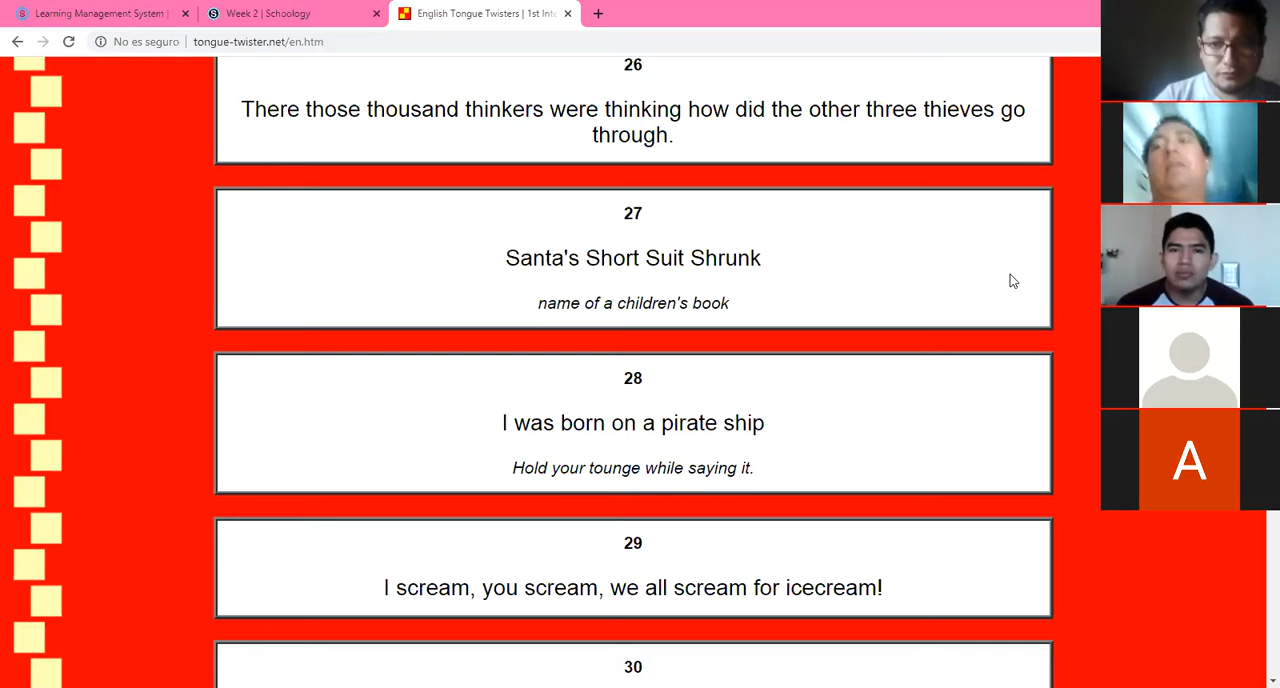 Learning Management System |
Week 2 | Schoology
English Tongue Twisters | 1st Inte
No es seguro | tongue-twister.net/en.htm
26
There those thousand thinkers were thinking how did the other three thieves go
through.
27
Santa's Short Suit Shrunk
name of a children's book
28
I was born on a pirate ship
Hold your tounge while saying it.
29
I scream, you scream, we all scream for icecream!
30
A